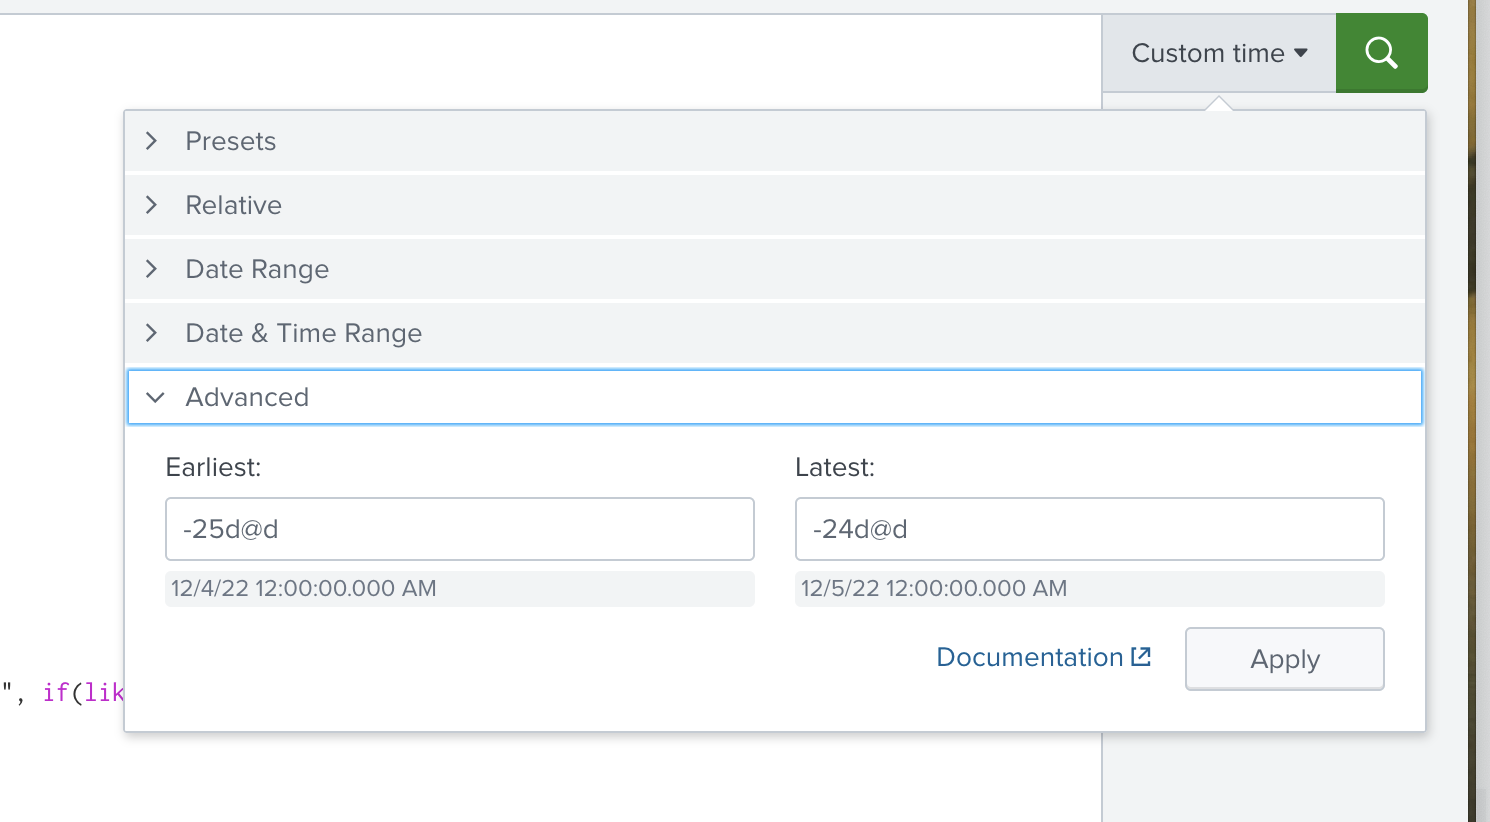 Custom time
Presets
Relative
Date Range
Date & Time Range
Advanced
Earliest:
Latest:
-25d@d
-24d@d
12/4/22 12:00:00.000 AM
12/5/22 12:00:00.000 AM
Documentation
Apply
", if(lik